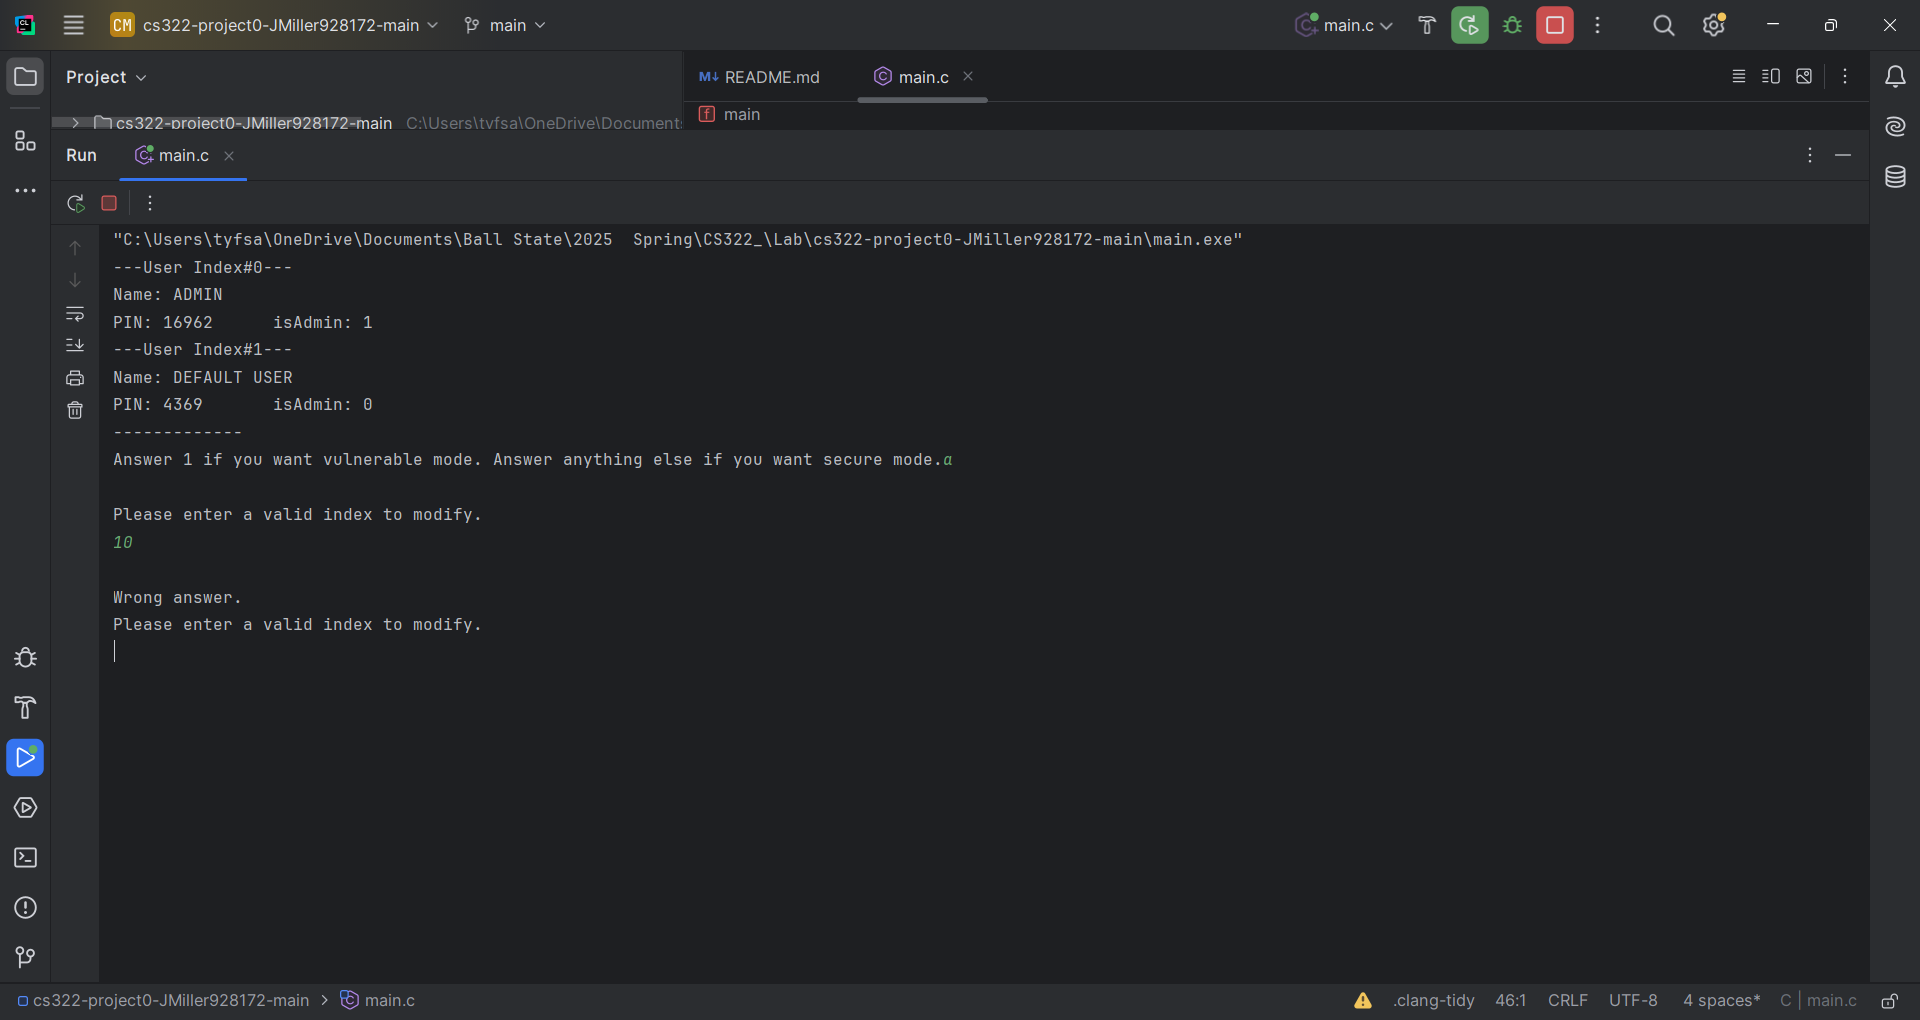 CM cs322-project0-JMiller928172-main main main.c
Project
M↓ README.md main.c
cs322-project0-JMiller928172-main C:\Users\tyfsa\OneDrive\Document
main
Run main.c
"C:\Users\tyfsa\OneDrive\Documents\Ball State\2025  Spring\CS322_\Lab\cs322-project0-JMiller928172-main\main.exe"
---User Index#0---
Name: ADMIN
PIN: 16962      isAdmin: 1
---User Index#1---
Name: DEFAULT USER
PIN: 4369       isAdmin: 0
-------------
Answer 1 if you want vulnerable mode. Answer anything else if you want secure mode.a
Please enter a valid index to modify.
10
Wrong answer.
Please enter a valid index to modify.
cs322-project0-JMiller928172-main > main.c .clang-tidy 46:1 CRLF UTF-8 4 spaces* C | main.c